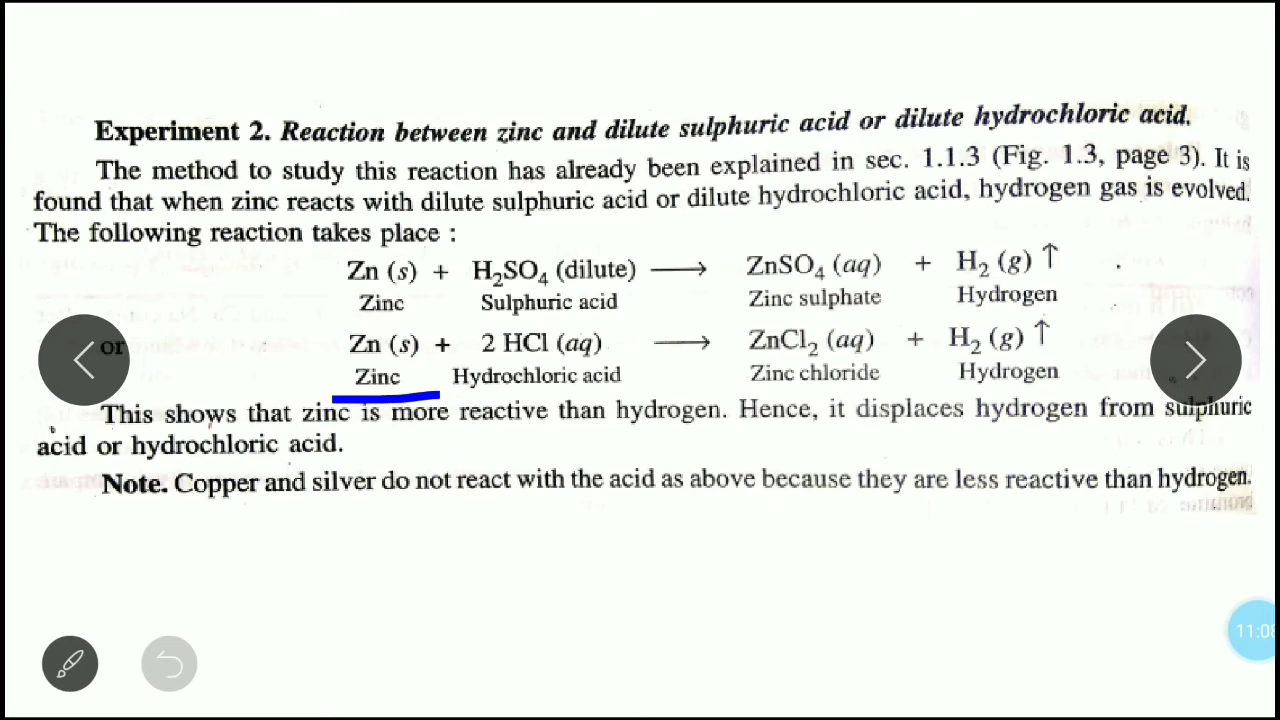 Experiment 2. Reaction between zinc and dilute sulphuric acid or dilute hydrochloric acid.
The method to study this reaction has already been explained in sec. 1.1.3 (Fig. 1.3, page 3). It is
found that when zinc reacts with dilute sulphuric acid or dilute hydrochloric acid, hydrogen gas is evolved.
The following reaction takes place :
Zn (s) + H₂SO₄ (dilute) ⟶ ZnSO₄ (aq) + H₂ (g) ↑
Zinc Sulphuric acid Zinc sulphate Hydrogen
or Zn (s) + 2 HCl (aq) ⟶ ZnCl₂ (aq) + H₂ (g) ↑
Zinc Hydrochloric acid Zinc chloride Hydrogen
This shows that zinc is more reactive than hydrogen. Hence, it displaces hydrogen from sulphuric
acid or hydrochloric acid.
Note. Copper and silver do not react with the acid as above because they are less reactive than hydrogen.